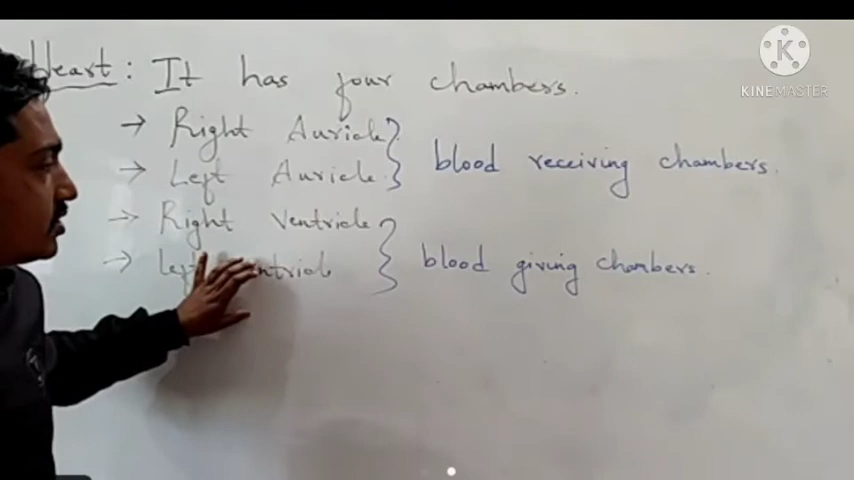 Heart: It has four chambers.
→ Right Auricle
→ Left Auricle
} blood receiving chambers.
→ Right Ventricle
→ Left Ventricle
} blood giving chambers.
K
KINEMASTER